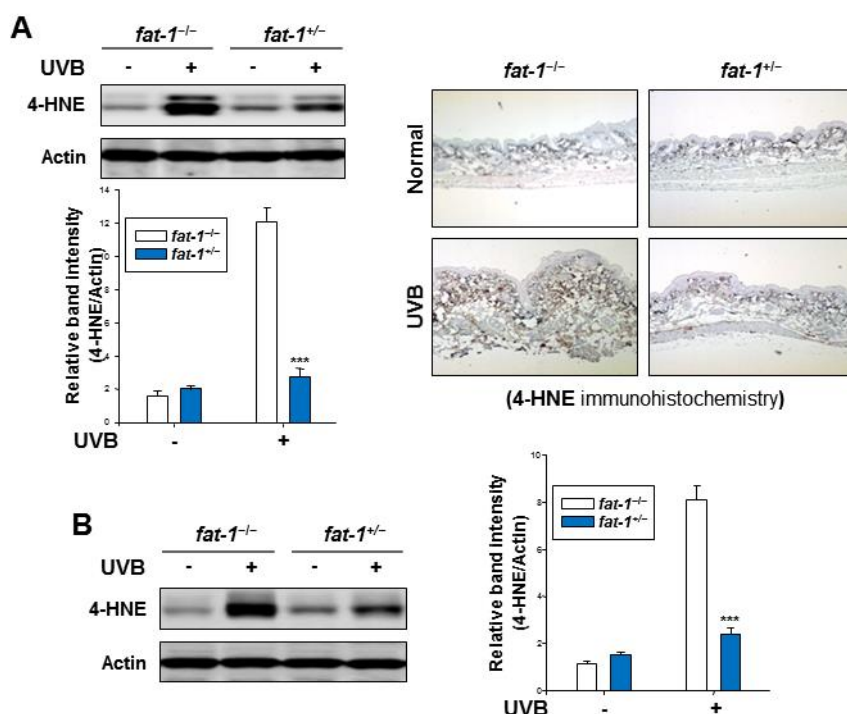 A
fat-1–/– fat-1+/–
UVB - + - +
4-HNE
Actin
Relative band intensity
(4-HNE/Actin)
14
12
10
8
6
4
2
0
fat-1–/–
fat-1+/–
***
UVB - +
fat-1–/– fat-1+/–
Normal
UVB
(4-HNE immunohistochemistry)
B
fat-1–/– fat-1+/–
UVB - + - +
4-HNE
Actin
Relative band intensity
(4-HNE/Actin)
10
8
6
4
2
0
fat-1–/–
fat-1+/–
***
UVB - +